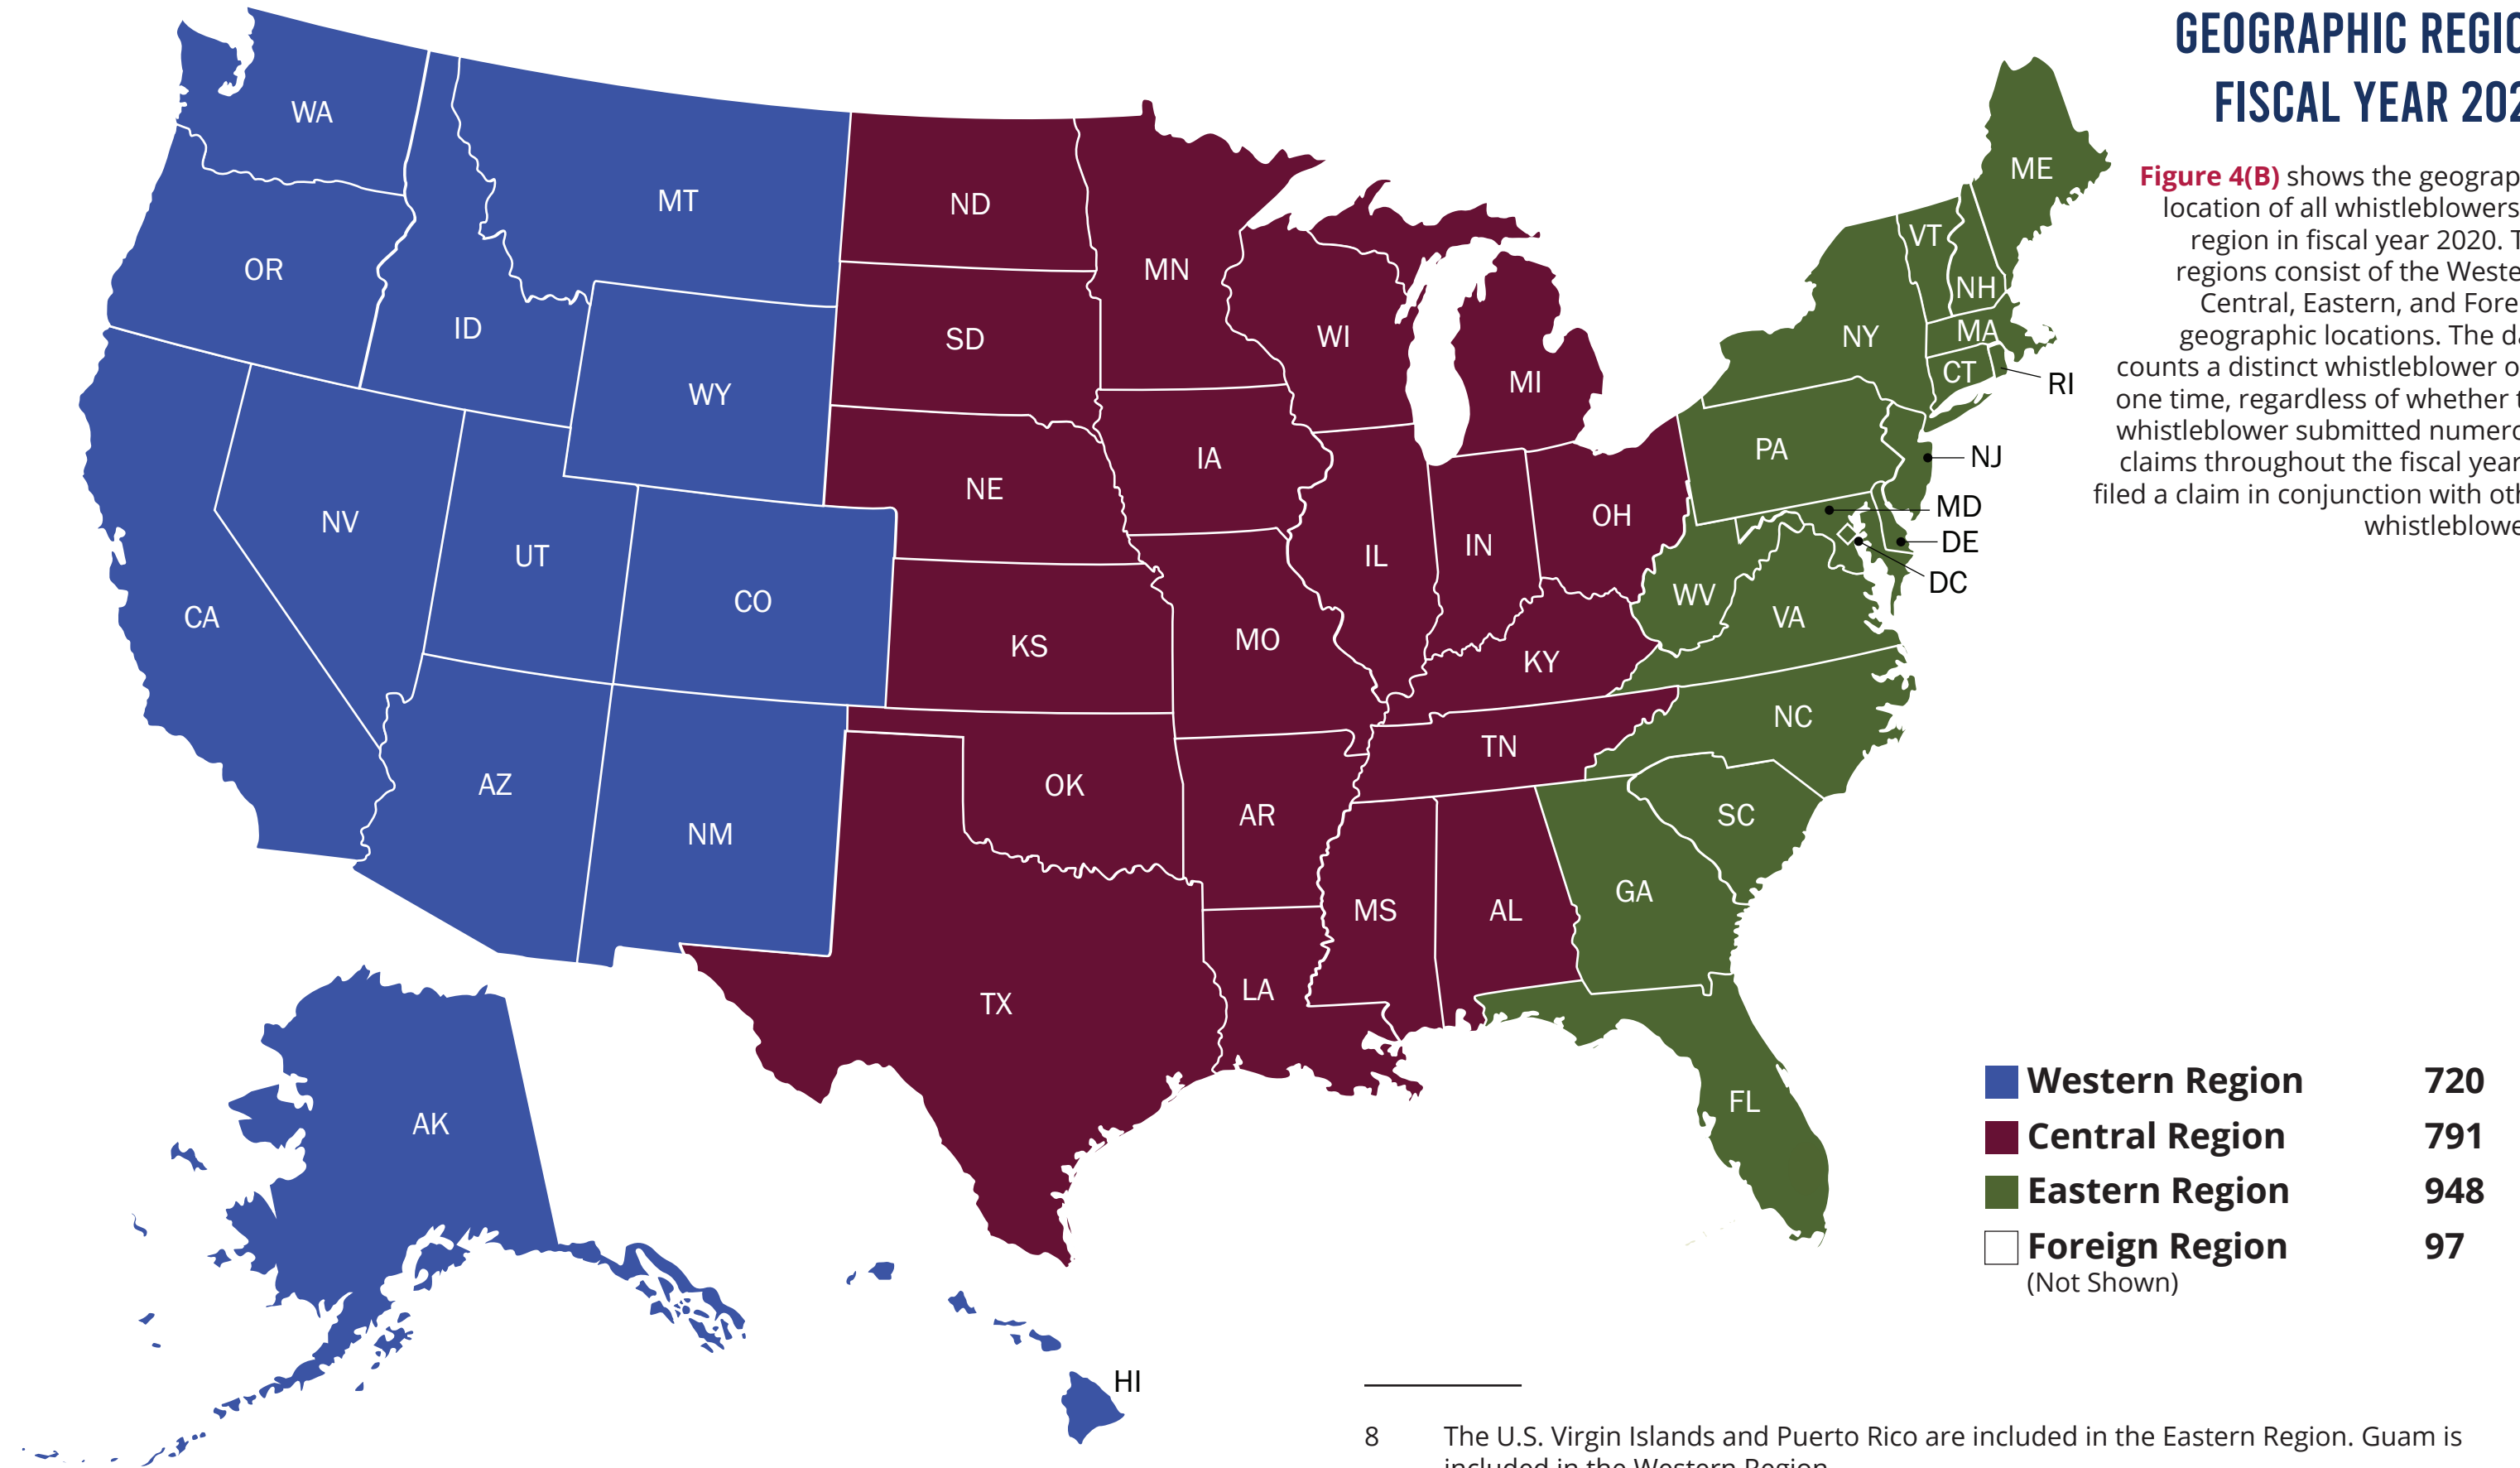 GEOGRAPHIC REGIO
FISCAL YEAR 202
Figure 4(B) shows the geograp
location of all whistleblowers
region in fiscal year 2020. T
regions consist of the Weste
Central, Eastern, and Fore
geographic locations. The da
counts a distinct whistleblower o
one time, regardless of whether t
whistleblower submitted numero
claims throughout the fiscal year
filed a claim in conjunction with oth
whistleblowe
WA
MT
ND
MN
OR
ID
WY
SD
WI
MI
ME
VT
NH
NY
MA
CT
RI
NV
UT
CO
CA
NE
IA
IL
IN
OH
PA
NJ
MD
DE
DC
WV
VA
KS
MO
KY
NC
TN
AZ
NM
OK
AR
SC
GA
MS
AL
LA
TX
FL
AK
HI
Western Region 720
Central Region 791
Eastern Region 948
Foreign Region 97
(Not Shown)
8 The U.S. Virgin Islands and Puerto Rico are included in the Eastern Region. Guam is
included in the Western Region